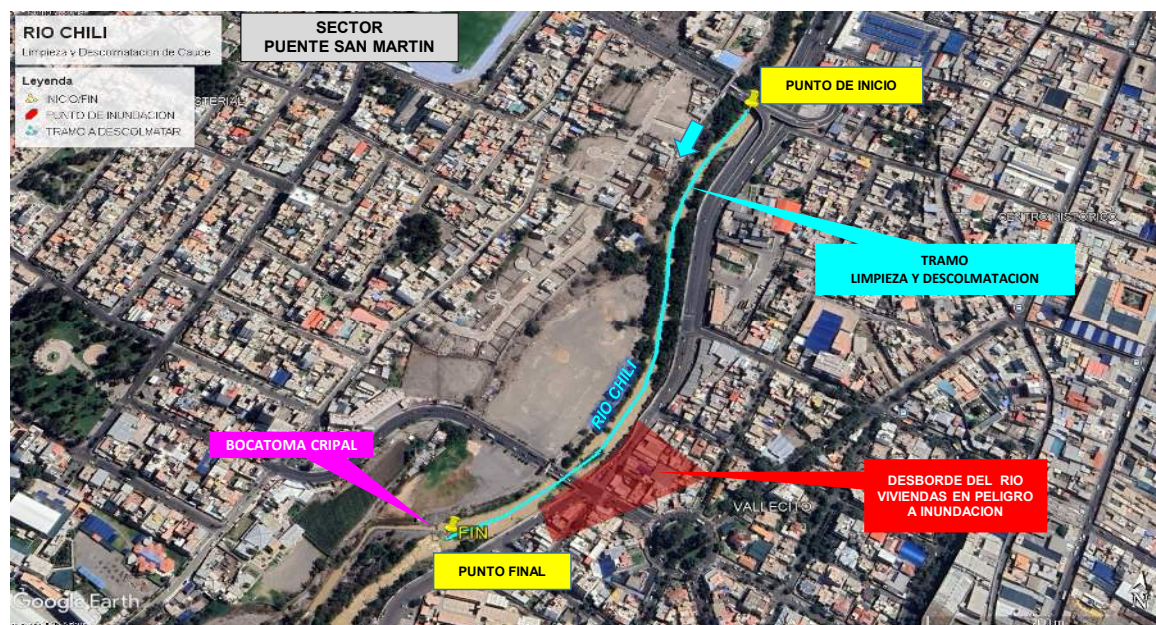 RIO CHILI
Limpieza y Descolmatacion de Cauce
Leyenda
INICIO/FIN
PUNTO DE INUNDACION
TRAMO A DESCOLMATAR
SECTOR
PUENTE SAN MARTIN
PUNTO DE INICIO
CENTRO HISTORICO
TRAMO
LIMPIEZA Y DESCOLMATACION
RIO CHILI
BOCATOMA CRIPAL
DESBORDE DEL RIO
VIVIENDAS EN PELIGRO
A INUNDACION
VALLECITO
FIN
PUNTO FINAL
Google Earth
N